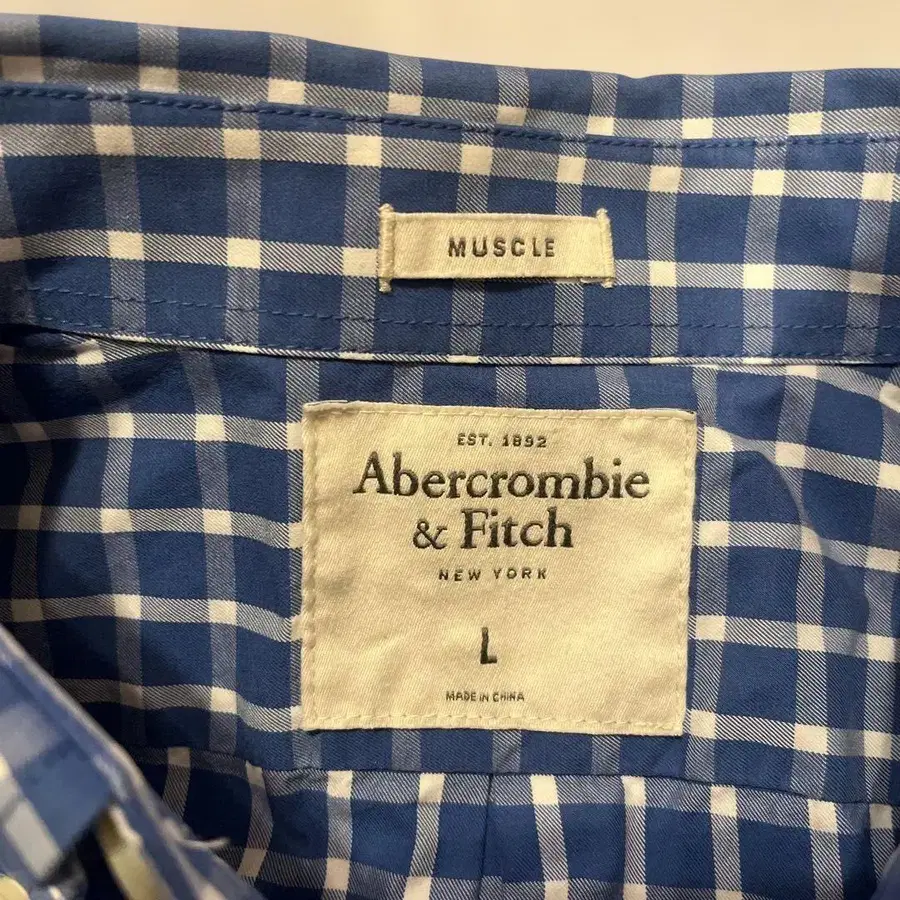 MUSCLE
EST. 1892
Abercrombie
& Fitch
NEW YORK
L
MADE IN CHINA